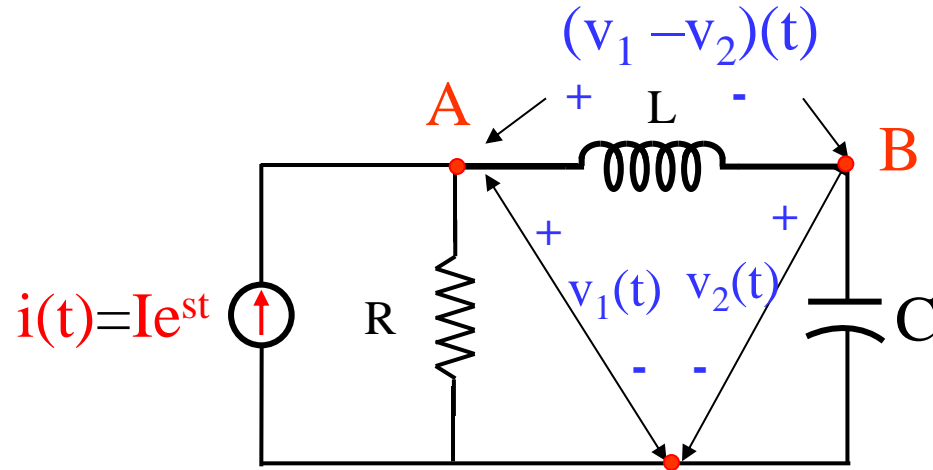 (v₁ –v₂)(t)
A + L - B
+ +
i(t)=Ieˢᵗ R v₁(t) v₂(t) C
- -